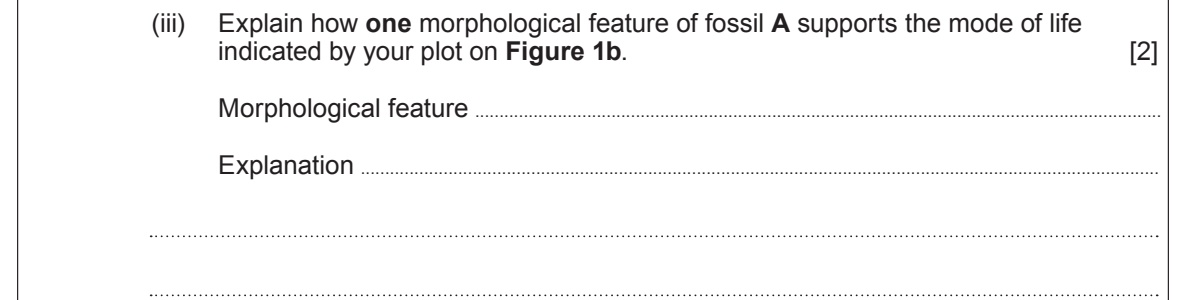 (iii) Explain how one morphological feature of fossil A supports the mode of life
indicated by your plot on Figure 1b. [2]
Morphological feature
Explanation